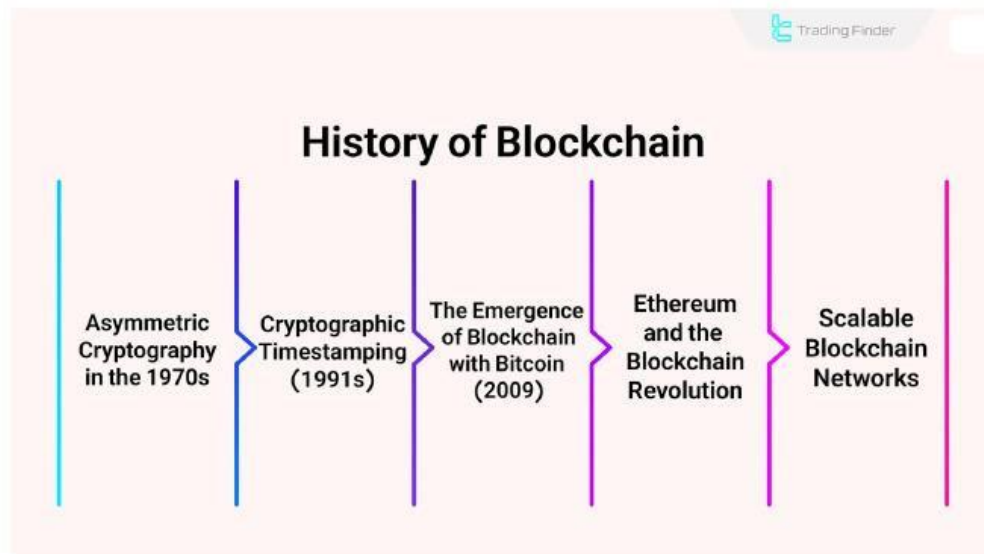 Trading Finder
History of Blockchain
Asymmetric
Cryptography
in the 1970s
Cryptographic
Timestamping
(1991s)
The Emergence
of Blockchain
with Bitcoin
(2009)
Ethereum
and the
Blockchain
Revolution
Scalable
Blockchain
Networks